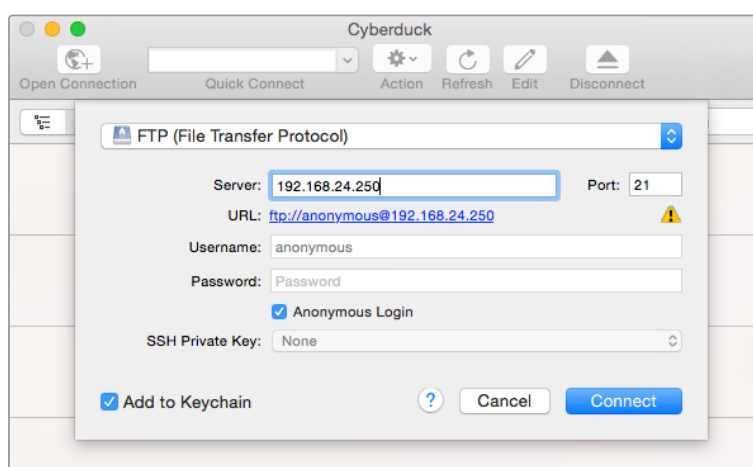 Cyberduck
Open Connection Quick Connect Action Refresh Edit Disconnect
FTP (File Transfer Protocol)
Server: 192.168.24.250 Port: 21
URL: ftp://anonymous@192.168.24.250
Username: anonymous
Password: Password
Anonymous Login
SSH Private Key: None
Add to Keychain ? Cancel Connect